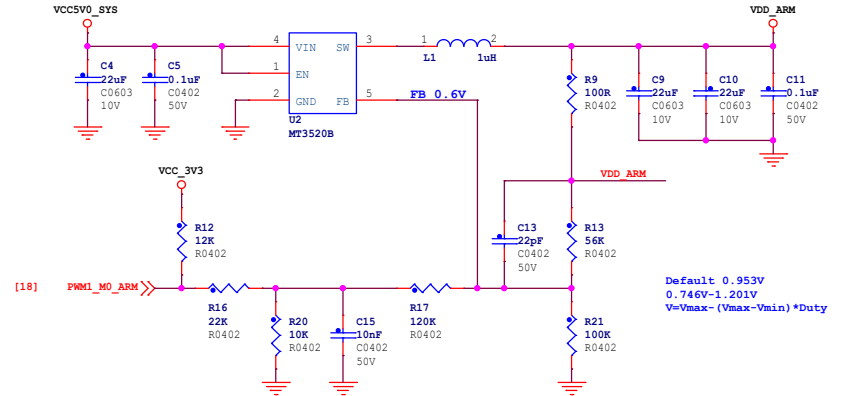 VCC5V0_SYS
VDD_ARM
4 VIN SW 3
1 EN
2 GND FB 5
U2
MT3520B
1 2
L1 1uH
FB 0.6V
C4
22uF
C0603
10V
C5
0.1uF
C0402
50V
R9
100R
R0402
C9
22uF
C0603
10V
C10
22uF
C0603
10V
C11
0.1uF
C0402
50V
VCC_3V3
VDD_ARM
R12
12K
R0402
C13
22pF
C0402
50V
R13
56K
R0402
[18] PWM1_M0_ARM
R16
22K
R0402
R20
10K
R0402
C15
10nF
C0402
50V
R17
120K
R0402
R21
100K
R0402
Default 0.953V
0.746V-1.201V
V=Vmax-(Vmax-Vmin)*Duty